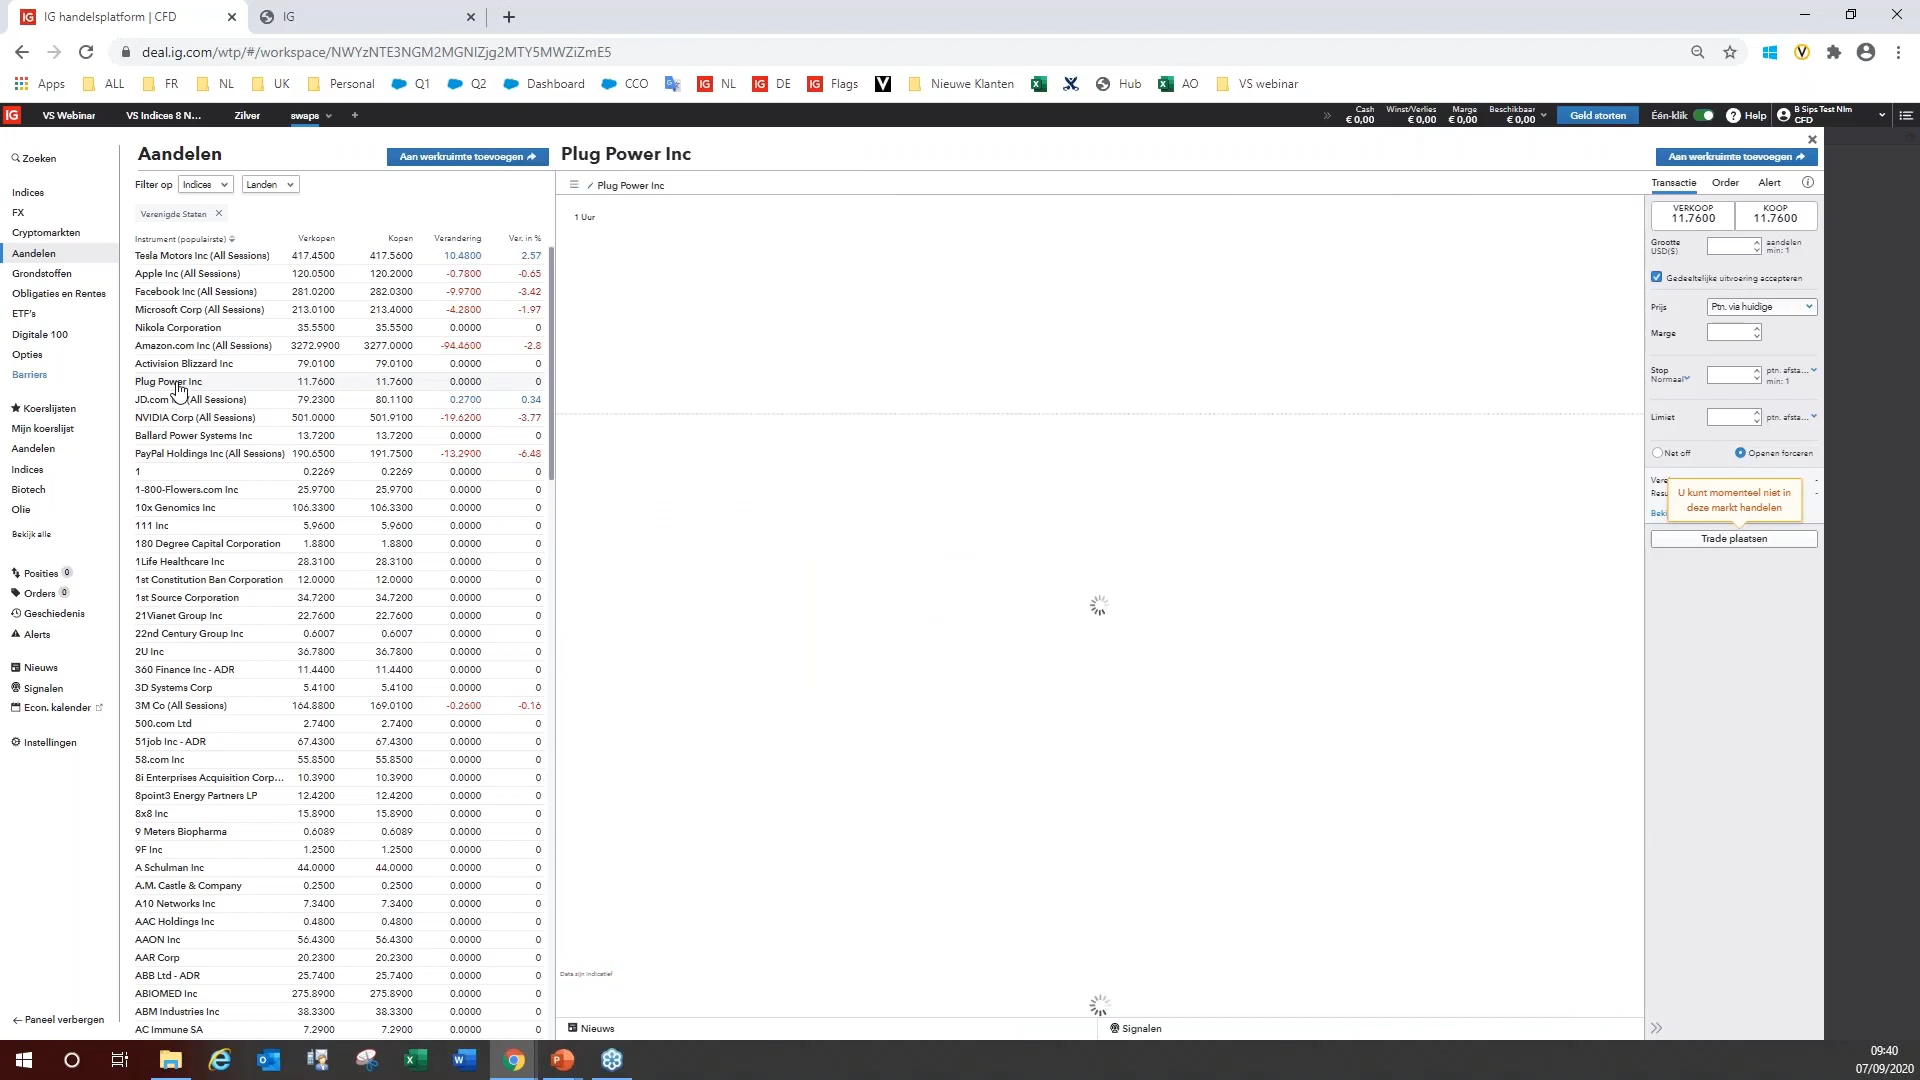 IG handelsplatform | CFD
IG
deal.ig.com/wtp/#/workspace/NWYzNTE3NGM2MGNlZjg2MTY5MWZiZmE5
Apps ALL FR NL UK Personal Q1 Q2 Dashboard CCO NL DE Flags Nieuwe Klanten Hub AO VS webinar
IG VS Webinar VS Indices 8 N... Zilver swaps +
Cash € 0,00
Winst/Verlies € 0,00
Marge € 0,00
Beschikbaar € 0,00
Geld storten
Één-klik
Help
B Sips Test Nlm
CFD
Zoeken
Indices
FX
Cryptomarkten
Aandelen
Grondstoffen
Obligaties en Rentes
ETF's
Digitale 100
Opties
Barriers
Koerslijsten
Mijn koerslijst
Aandelen
Indices
Biotech
Olie
Bekijk alle
Posities 0
Orders 0
Geschiedenis
Alerts
Nieuws
Signalen
Econ. kalender
Instellingen
Paneel verbergen
Aandelen
Aan werkruimte toevoegen
Filter op Indices Landen
Verenigde Staten
Instrument (populairste) Verkopen Kopen Verandering Ver. in %
Tesla Motors Inc (All Sessions) 417.4500 417.5600 10.4800 2.57
Apple Inc (All Sessions) 120.0500 120.2000 -0.7800 -0.65
Facebook Inc (All Sessions) 281.0200 282.0300 -9.9700 -3.42
Microsoft Corp (All Sessions) 213.0100 213.4000 -4.2800 -1.97
Nikola Corporation 35.5500 35.5500 0.0000 0
Amazon.com Inc (All Sessions) 3272.9900 3277.0000 -94.4600 -2.8
Activision Blizzard Inc 79.0100 79.0100 0.0000 0
Plug Power Inc 11.7600 11.7600 0.0000 0
JD.com (All Sessions) 79.2300 80.1100 0.2700 0.34
NVIDIA Corp (All Sessions) 501.0000 501.9100 -19.6200 -3.77
Ballard Power Systems Inc 13.7200 13.7200 0.0000 0
PayPal Holdings Inc (All Sessions) 190.6500 191.7500 -13.2900 -6.48
1 0.2269 0.2269 0.0000 0
1-800-Flowers.com Inc 25.9700 25.9700 0.0000 0
10x Genomics Inc 106.3300 106.3300 0.0000 0
111 Inc 5.9600 5.9600 0.0000 0
180 Degree Capital Corporation 1.8800 1.8800 0.0000 0
1Life Healthcare Inc 28.3100 28.3100 0.0000 0
1st Constitution Ban Corporation 12.0000 12.0000 0.0000 0
1st Source Corporation 34.7200 34.7200 0.0000 0
21Vianet Group Inc 22.7600 22.7600 0.0000 0
22nd Century Group Inc 0.6007 0.6007 0.0000 0
2U Inc 36.7800 36.7800 0.0000 0
360 Finance Inc - ADR 11.4400 11.4400 0.0000 0
3D Systems Corp 5.4100 5.4100 0.0000 0
3M Co (All Sessions) 164.8800 169.0100 -0.2600 -0.16
500.com Ltd 2.7400 2.7400 0.0000 0
51job Inc - ADR 67.4300 67.4300 0.0000 0
58.com Inc 55.8500 55.8500 0.0000 0
8i Enterprises Acquisition Corp... 10.3900 10.3900 0.0000 0
8point3 Energy Partners LP 12.4200 12.4200 0.0000 0
8x8 Inc 15.8900 15.8900 0.0000 0
9 Meters Biopharma 0.6089 0.6089 0.0000 0
9F Inc 1.2500 1.2500 0.0000 0
A Schulman Inc 44.0000 44.0000 0.0000 0
A.M. Castle & Company 0.2500 0.2500 0.0000 0
A10 Networks Inc 7.3400 7.3400 0.0000 0
AAC Holdings Inc 0.4800 0.4800 0.0000 0
AAON Inc 56.4300 56.4300 0.0000 0
AAR Corp 20.2300 20.2300 0.0000 0
ABB Ltd - ADR 25.7400 25.7400 0.0000 0
ABIOMED Inc 275.8900 275.8900 0.0000 0
ABM Industries Inc 38.3300 38.3300 0.0000 0
AC Immune SA 7.2900 7.2900 0.0000 0
Plug Power Inc
Plug Power Inc
1 Uur
Data zijn indicatief
Nieuws
Signalen
Aan werkruimte toevoegen
Transactie Order Alert
VERKOOP 11.7600
KOOP 11.7600
Grootte USD($) aandelen min: 1
Gedeeltelijke uitvoering accepteren
Prijs Ptn. via huidige
Marge
Stop Normaal ptn. afsta... min: 1
Limiet ptn. afsta...
Net off Openen forceren
U kunt momenteel niet in
deze markt handelen
Trade plaatsen
09:40
07/09/2020